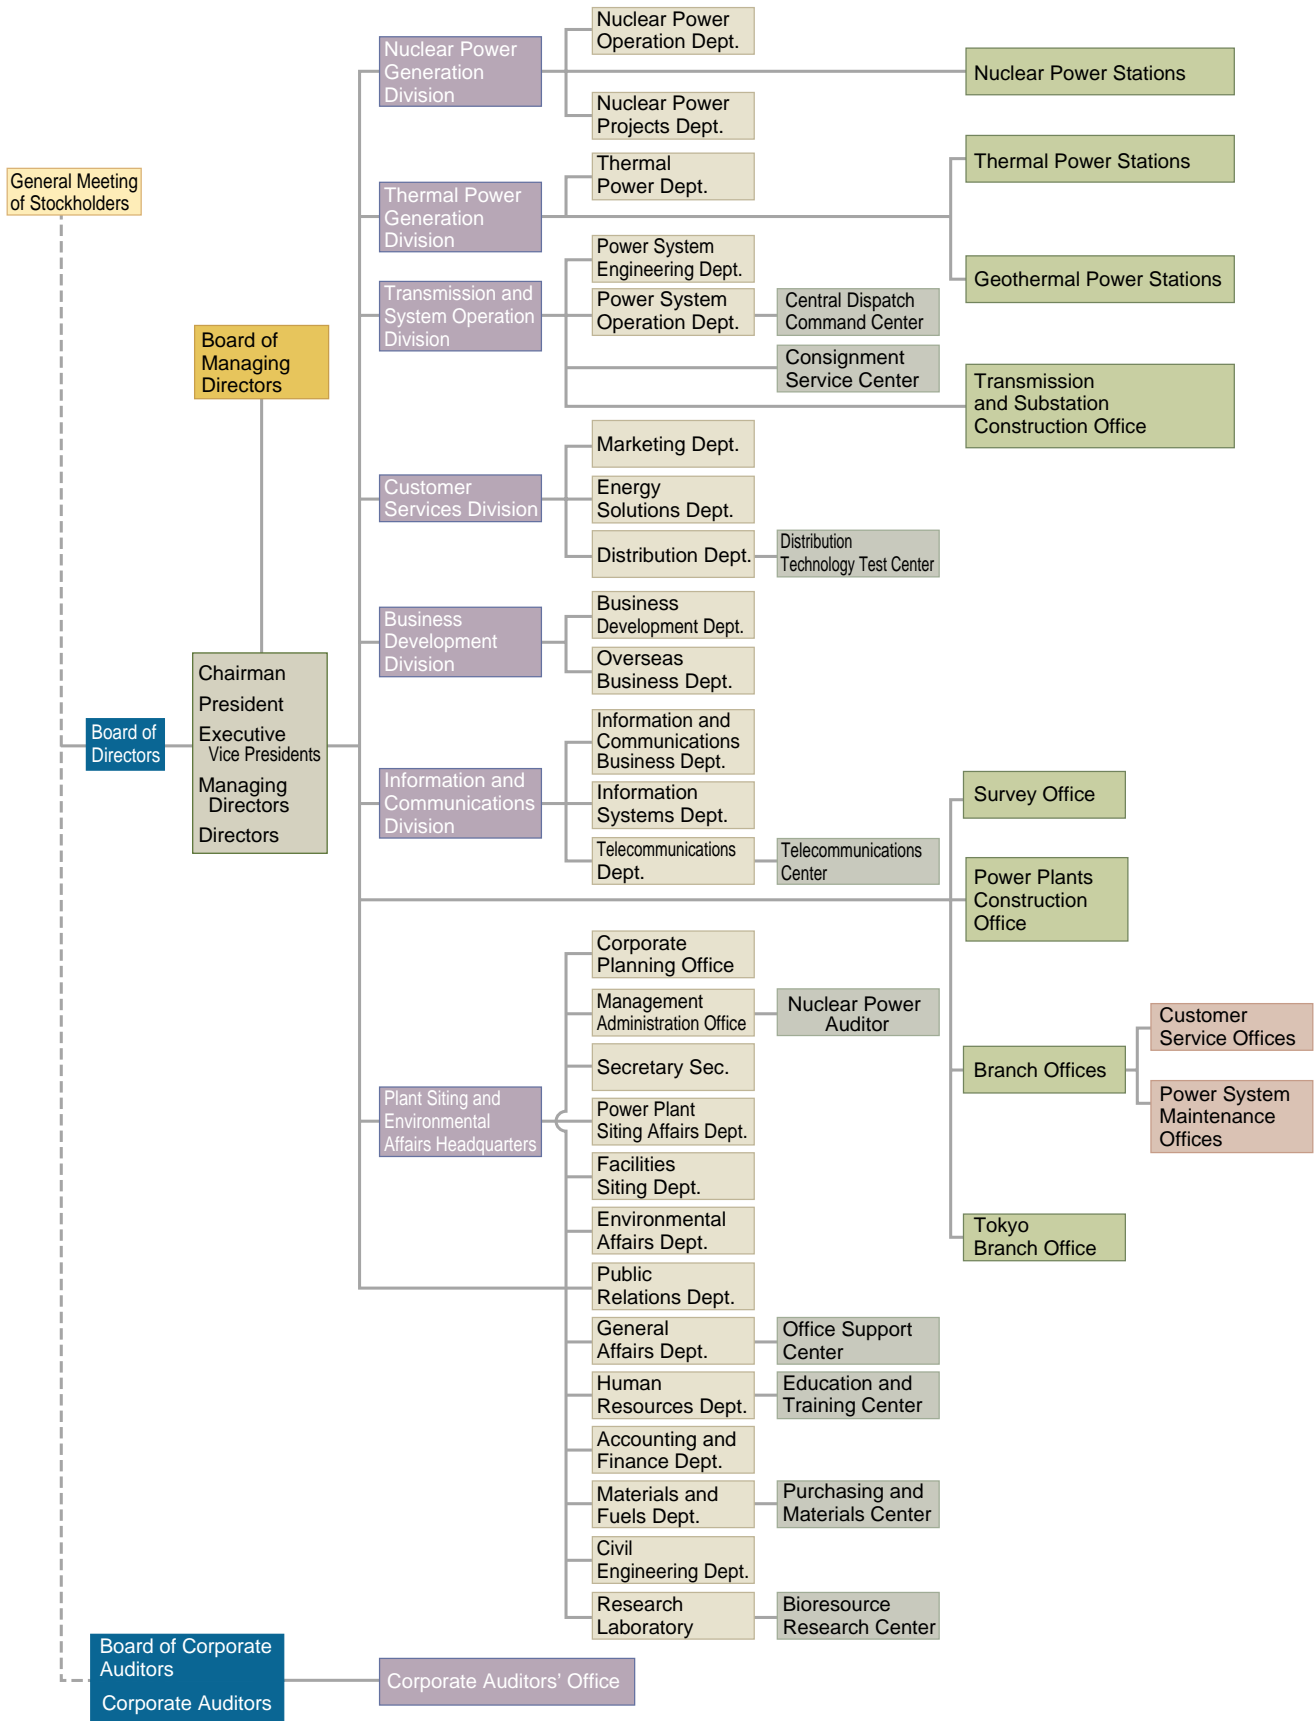 General Meeting
of Stockholders
Board of
Managing
Directors
Board of
Directors
Chairman
President
Executive
Vice Presidents
Managing
Directors
Directors
Board of Corporate
Auditors
Corporate Auditors
Corporate Auditors' Office
Nuclear Power
Generation
Division
Nuclear Power
Operation Dept.
Nuclear Power
Projects Dept.
Nuclear Power Stations
Thermal Power
Generation
Division
Thermal
Power Dept.
Thermal Power Stations
Geothermal Power Stations
Transmission and
System Operation
Division
Power System
Engineering Dept.
Power System
Operation Dept.
Central Dispatch
Command Center
Consignment
Service Center
Transmission
and Substation
Construction Office
Customer
Services Division
Marketing Dept.
Energy
Solutions Dept.
Distribution Dept.
Distribution
Technology Test Center
Business
Development
Division
Business
Development Dept.
Overseas
Business Dept.
Information and
Communications
Division
Information and
Communications
Business Dept.
Information
Systems Dept.
Telecommunications
Dept.
Telecommunications
Center
Survey Office
Power Plants
Construction
Office
Branch Offices
Customer
Service Offices
Power System
Maintenance
Offices
Tokyo
Branch Office
Plant Siting and
Environmental
Affairs Headquarters
Corporate
Planning Office
Management
Administration Office
Nuclear Power
Auditor
Secretary Sec.
Power Plant
Siting Affairs Dept.
Facilities
Siting Dept.
Environmental
Affairs Dept.
Public
Relations Dept.
General
Affairs Dept.
Office Support
Center
Human
Resources Dept.
Education and
Training Center
Accounting and
Finance Dept.
Materials and
Fuels Dept.
Purchasing and
Materials Center
Civil
Engineering Dept.
Research
Laboratory
Bioresource
Research Center